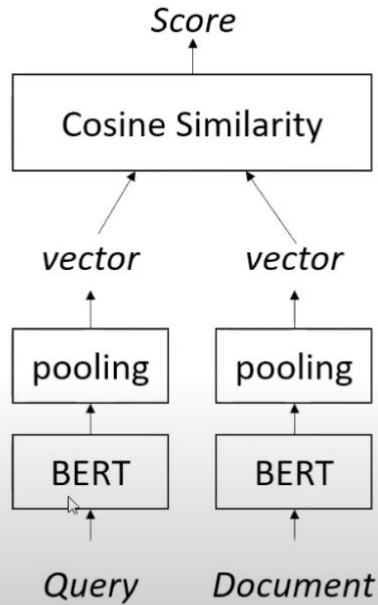 Score
Cosine Similarity
vector vector
pooling pooling
BERT BERT
Query Document